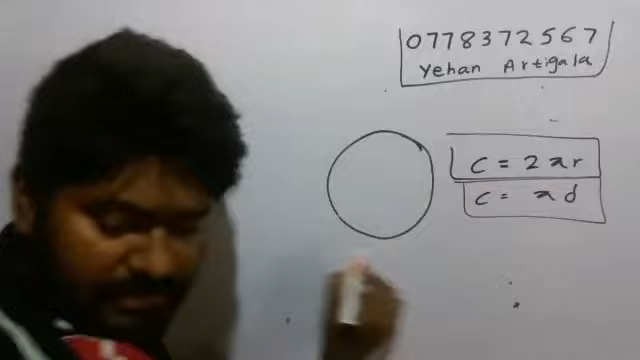 0778372567
Yehan Artigala
C = 2πr
C = πd